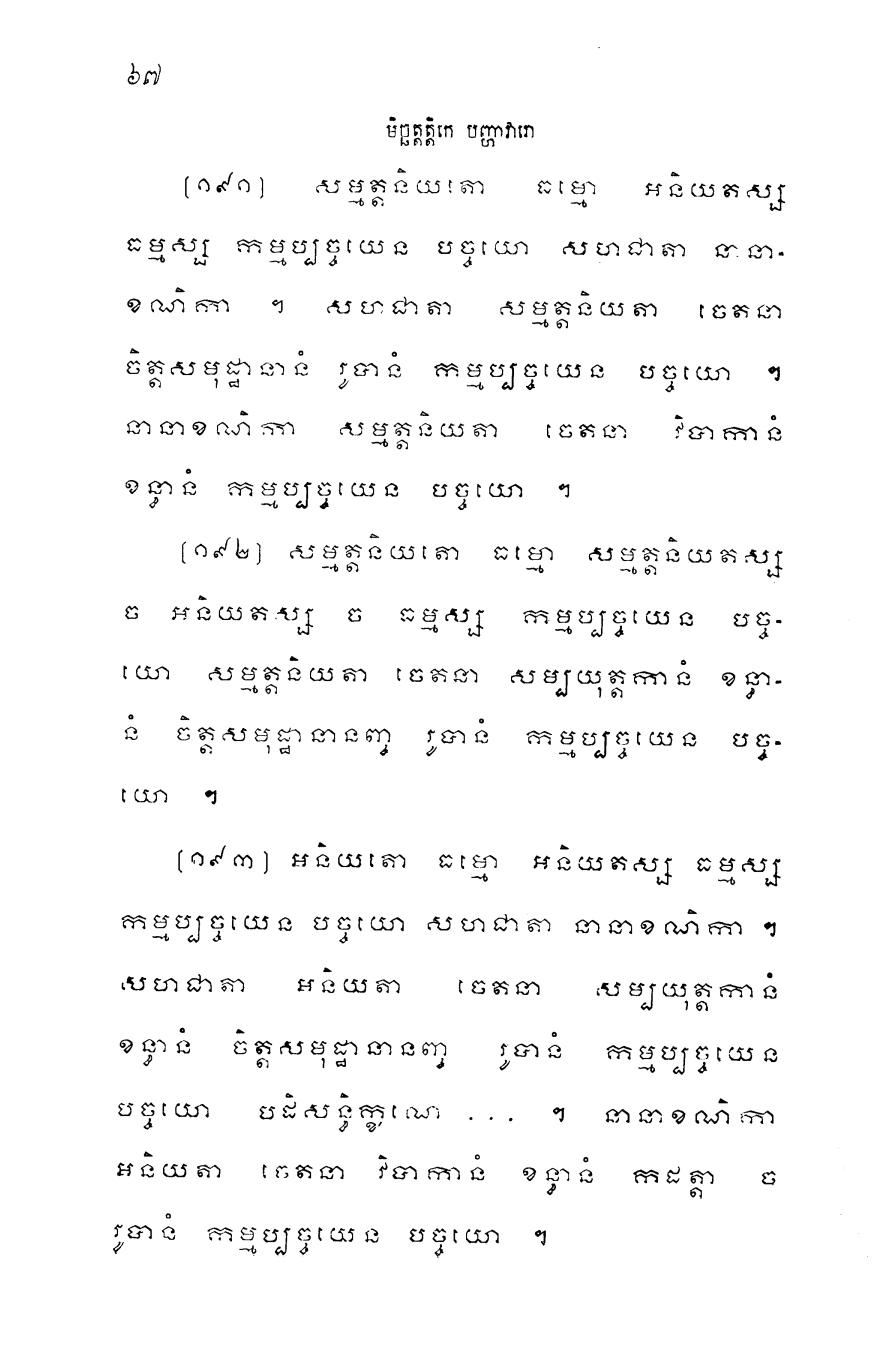 ៦៧
មិច្ឆត្តត្តិកេ បញ្ហាវារោ
[១៩១] សម្មត្តនិយតោ ធម្មោ អនិយតស្ស
ធម្មស្ស កម្មប្បច្ចយេន បច្ចយោ សហជាតា នានា-
ខណិកា ។ សហជាតា សម្មត្តនិយតា ចេតនា
ចិត្តសមុដ្ឋានានំ រូបានំ កម្មប្បច្ចយេន បច្ចយោ ។
នានាខណិកា សម្មត្តនិយតា ចេតនា វិបាកានំ
ខន្ធានំ កម្មប្បច្ចយេន បច្ចយោ ។
[១៩២] សម្មត្តនិយតោ ធម្មោ សម្មត្តនិយតស្ស
ច អនិយតស្ស ច ធម្មស្ស កម្មប្បច្ចយេន បច្ច-
យោ សម្មត្តនិយតា ចេតនា សម្បយុត្តកានំ ខន្ធា-
នំ ចិត្តសមុដ្ឋានានញ្ច រូបានំ កម្មប្បច្ចយេន បច្ច-
យោ ។
[១៩៣] អនិយតោ ធម្មោ អនិយតស្ស ធម្មស្ស
កម្មប្បច្ចយេន បច្ចយោ សហជាតា នានាខណិកា ។
សហជាតា អនិយតា ចេតនា សម្បយុត្តកានំ
ខន្ធានំ ចិត្តសមុដ្ឋានានញ្ច រូបានំ កម្មប្បច្ចយេន
បច្ចយោ បដិសន្ធិក្ខណេ ... ។ នានាខណិកា
អនិយតា ចេតនា វិបាកានំ ខន្ធានំ កដត្តា ច
រូបានំ កម្មប្បច្ចយេន បច្ចយោ ។